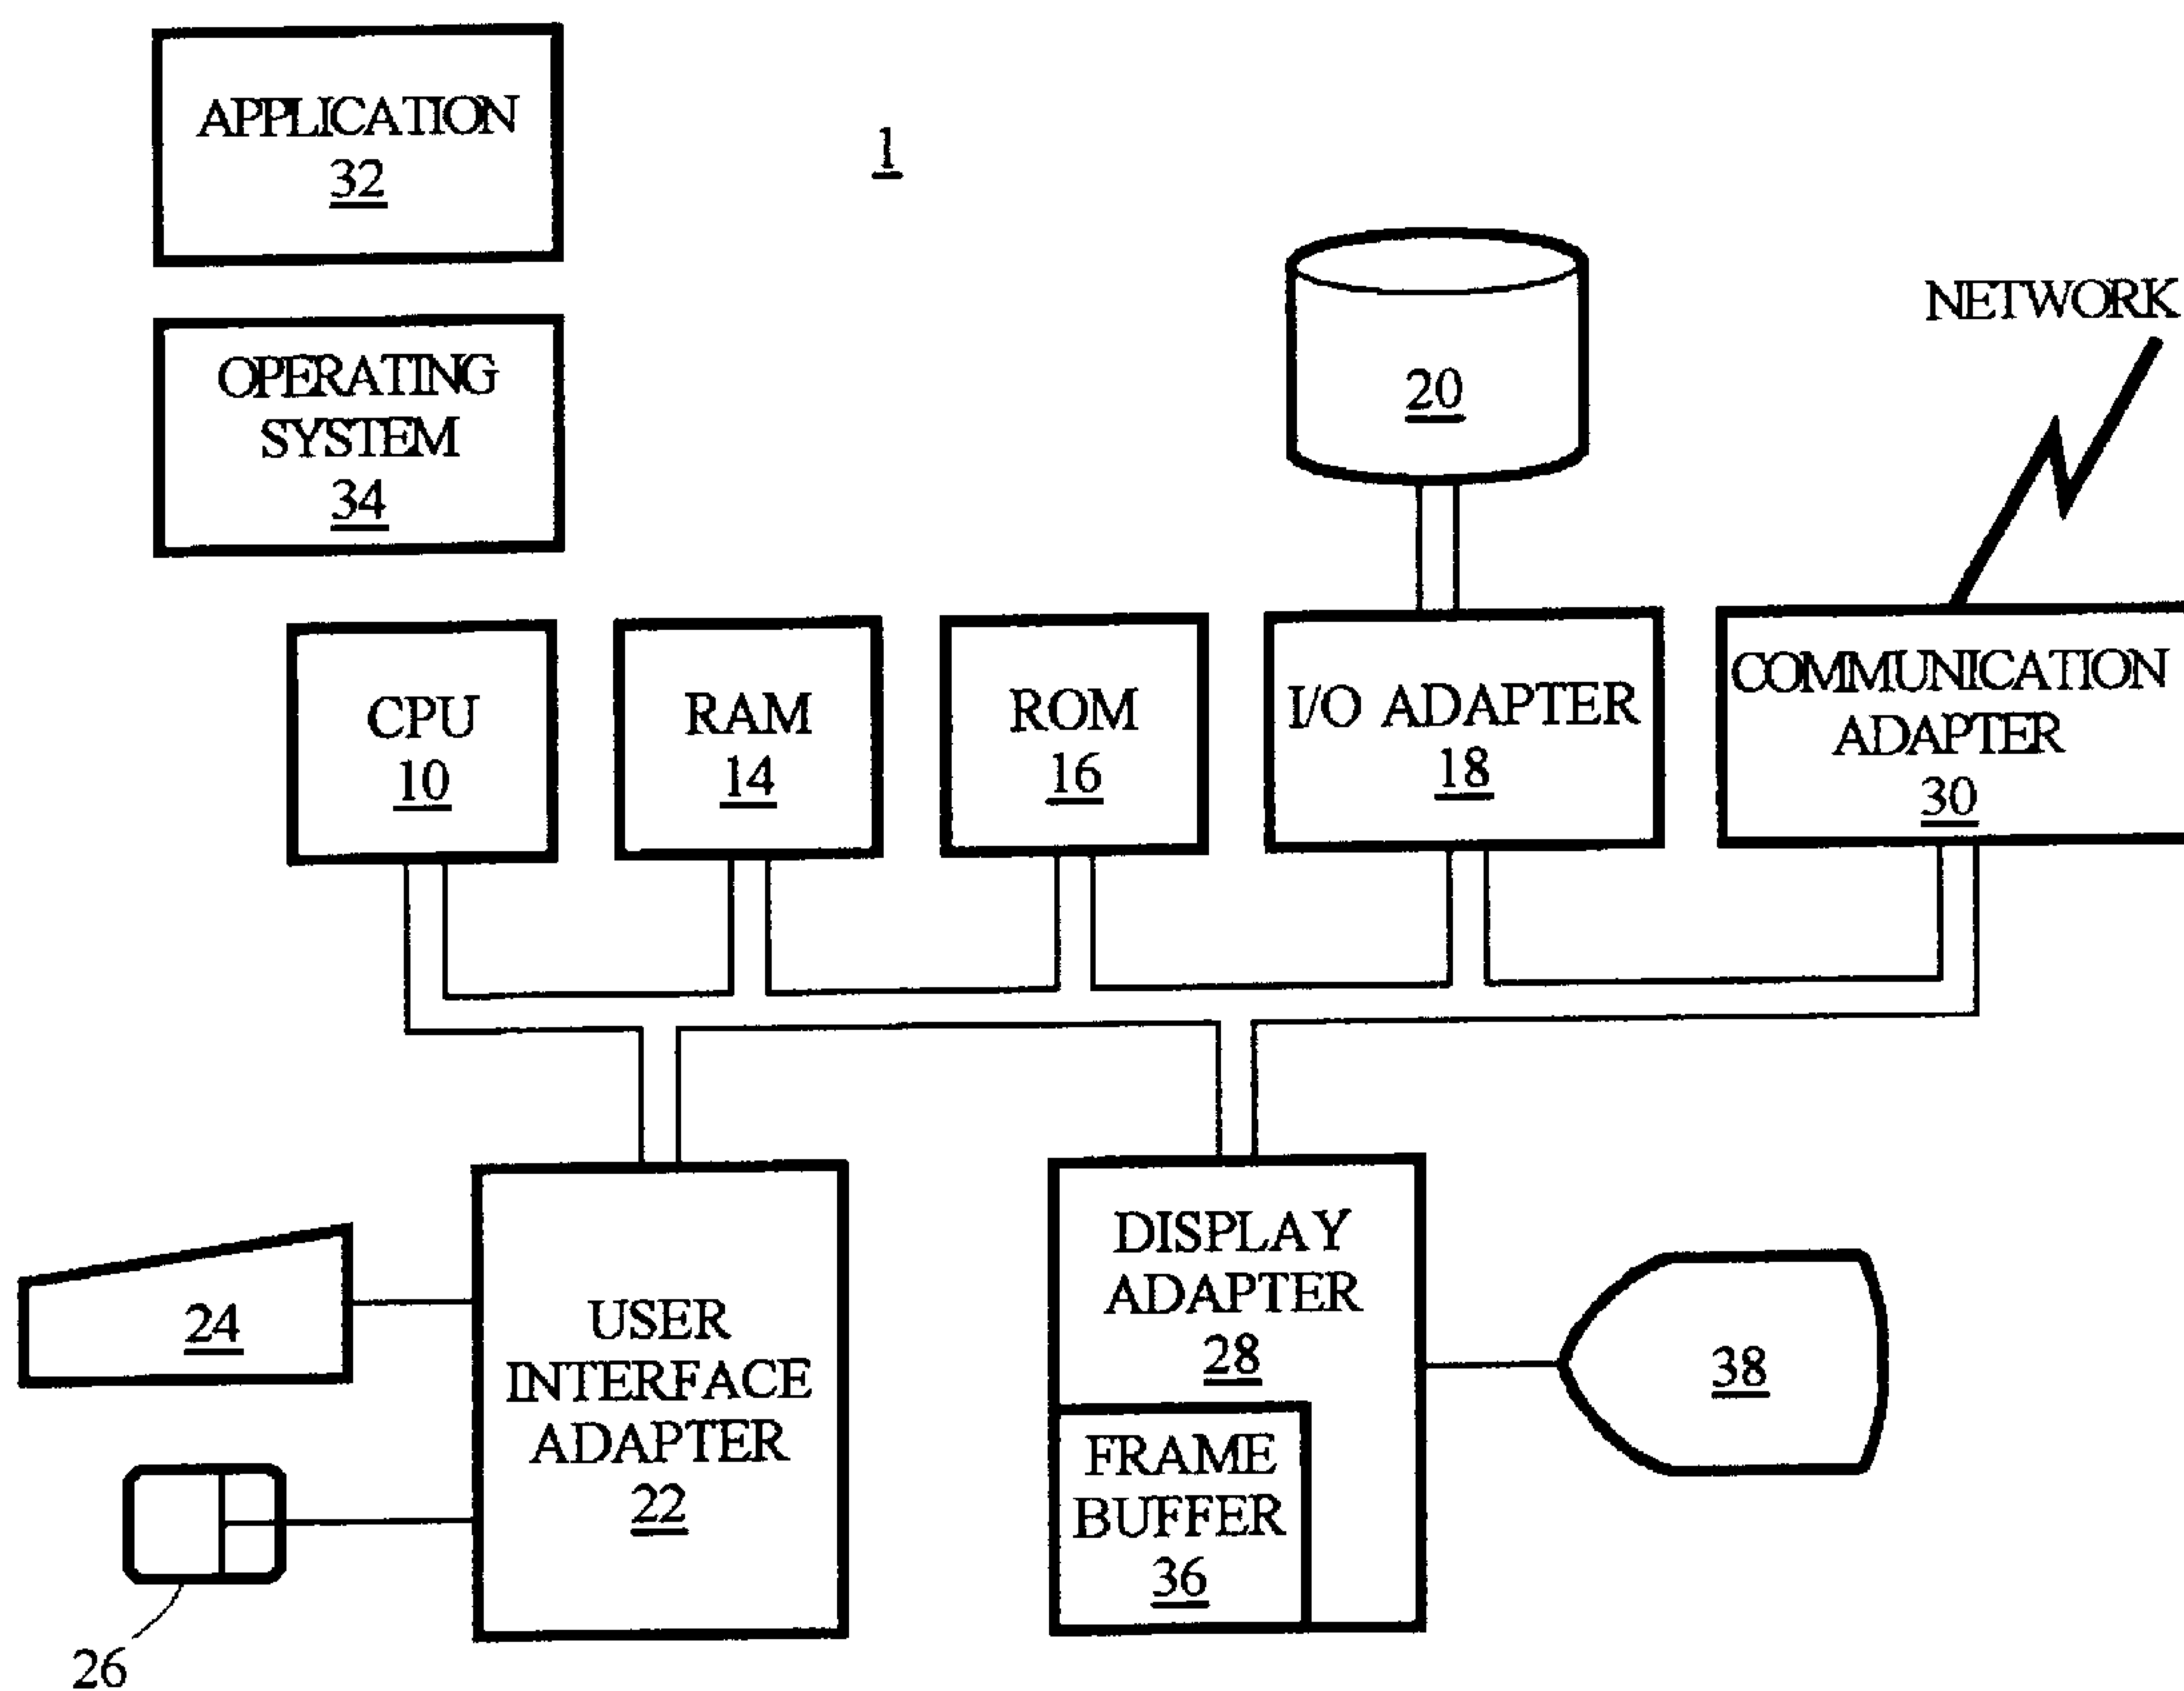 APPLICATION
32
1
OPERATING
SYSTEM
34
20
NETWORK
CPU
10
RAM
14
ROM
16
I/O ADAPTER
18
COMMUNICATION
ADAPTER
30
24
26
USER
INTERFACE
ADAPTER
22
DISPLAY
ADAPTER
28
FRAME
BUFFER
36
38